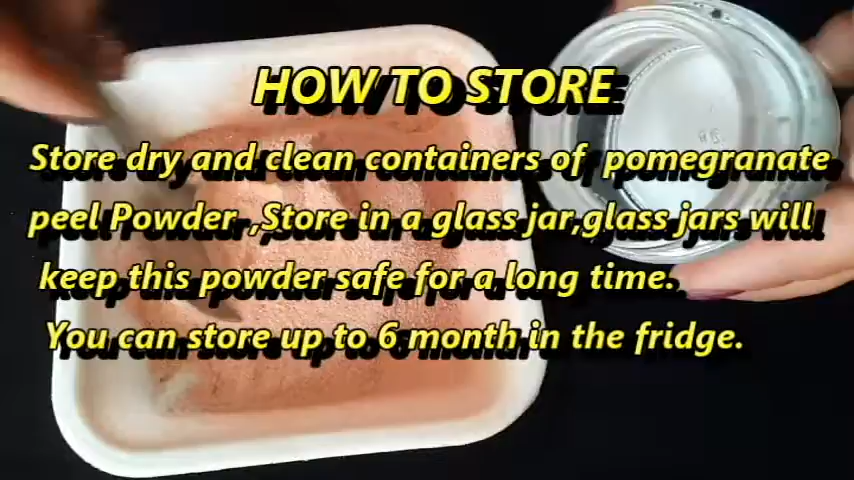 HOW TO STORE
Store dry and clean containers of pomegranate
peel Powder ,Store in a glass jar,glass jars will
keep this powder safe for a long time.
You can store up to 6 month in the fridge.